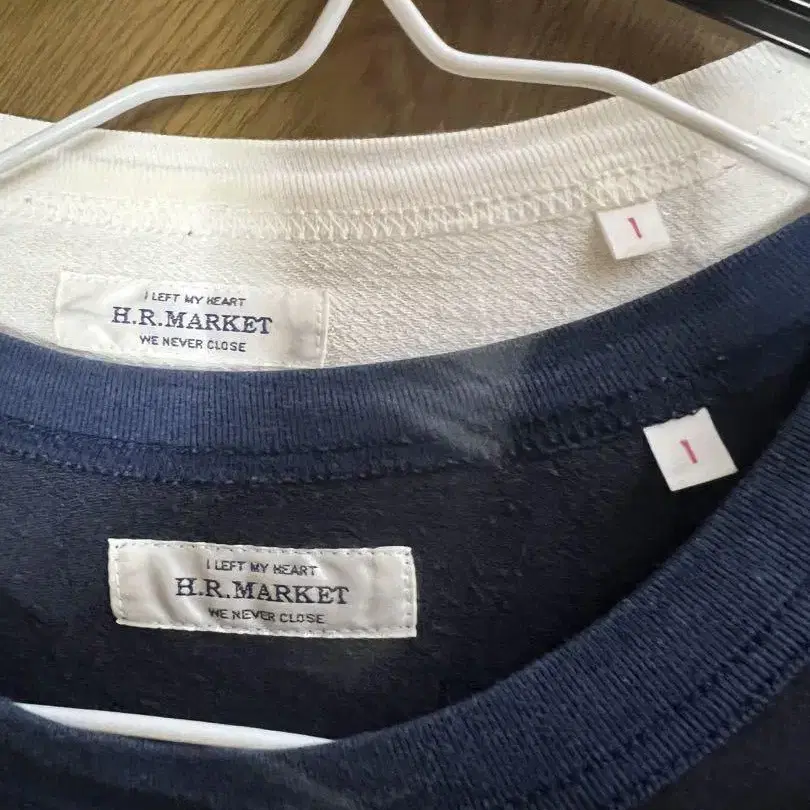 1
I LEFT MY HEART
H.R.MARKET
WE NEVER CLOSE
1
I LEFT MY HEART
H.R.MARKET
WE NEVER CLOSE